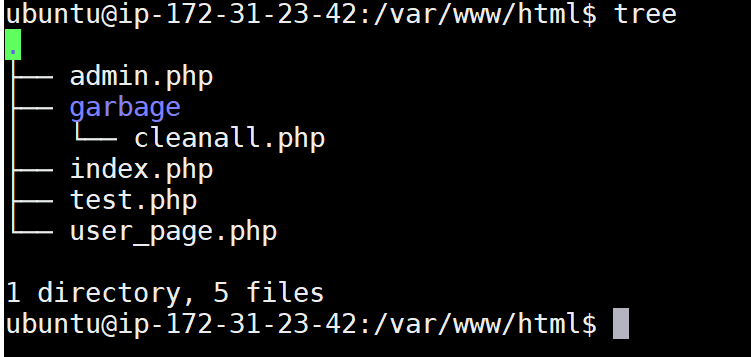 ubuntu@ip-172-31-23-42:/var/www/html$ tree
.
├── admin.php
├── garbage
│   └── cleanall.php
├── index.php
├── test.php
└── user_page.php

1 directory, 5 files
ubuntu@ip-172-31-23-42:/var/www/html$